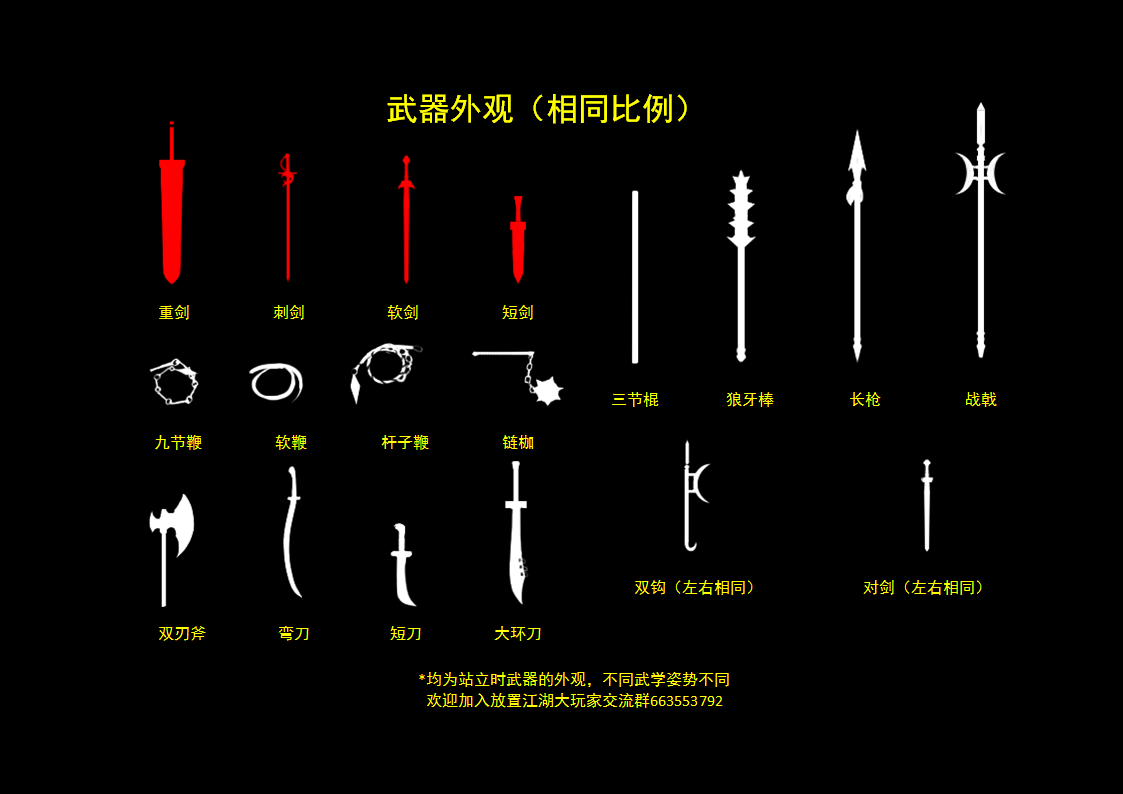 武器外观（相同比例）
重剑
刺剑
软剑
短剑
三节棍
狼牙棒
长枪
战戟
九节鞭
软鞭
杆子鞭
链枷
双钩（左右相同）
对剑（左右相同）
双刃斧
弯刀
短刀
大环刀
*均为站立时武器的外观，不同武学姿势不同
欢迎加入放置江湖大玩家交流群663553792